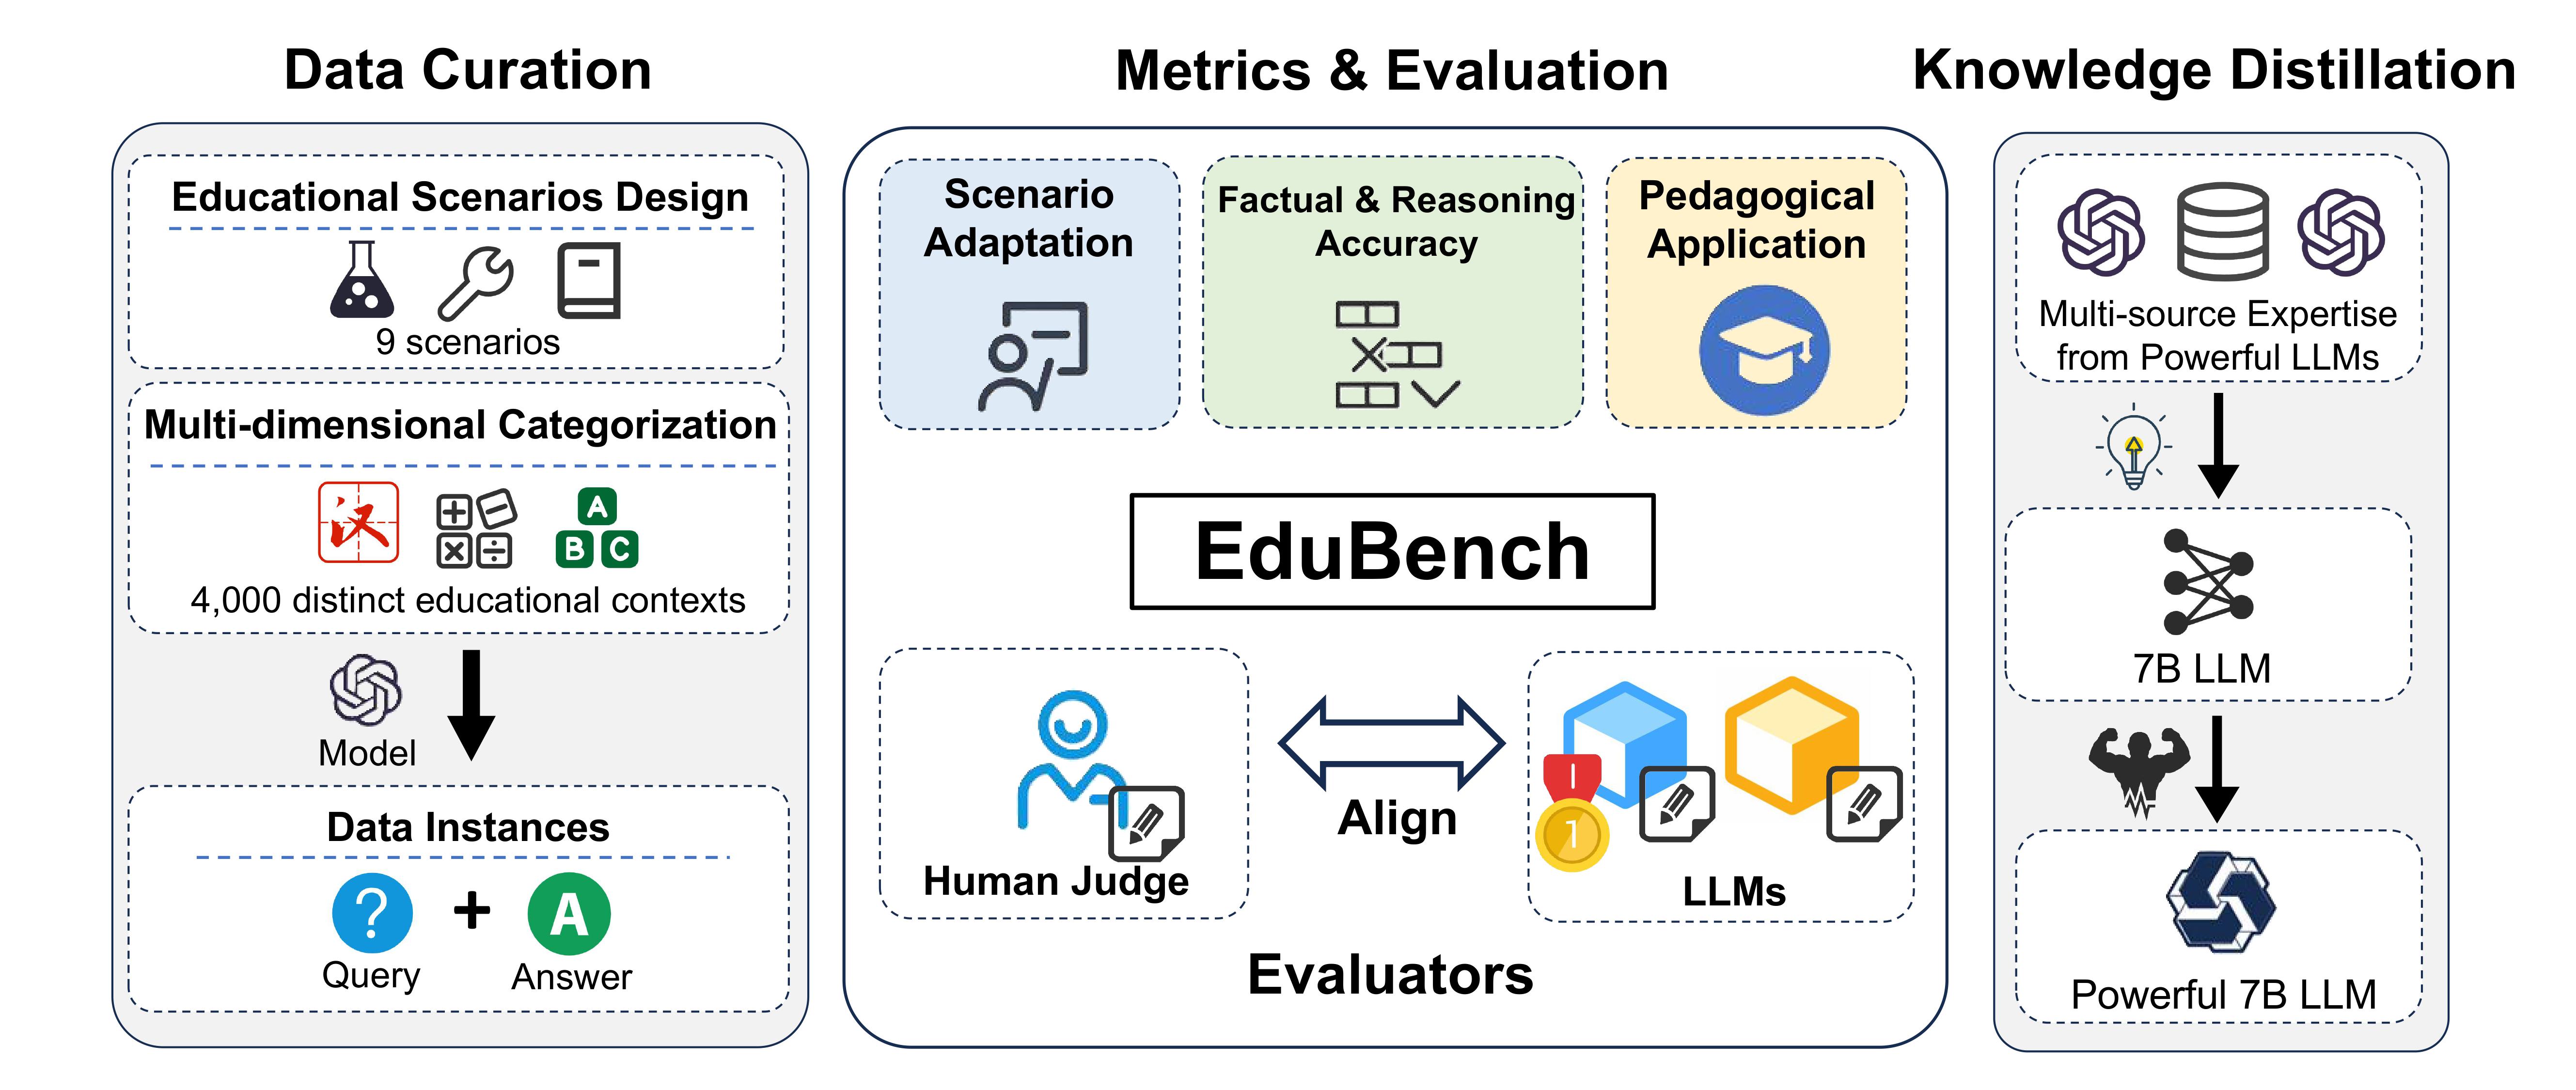 Data Curation
Educational Scenarios Design
9 scenarios
Multi-dimensional Categorization
汉
A
B C
4,000 distinct educational contexts
Model
Data Instances
? + A
Query Answer
Metrics & Evaluation
Scenario
Adaptation
Factual & Reasoning
Accuracy
Pedagogical
Application
EduBench
Human Judge
Align
1
LLMs
Evaluators
Knowledge Distillation
Multi-source Expertise
from Powerful LLMs
7B LLM
Powerful 7B LLM